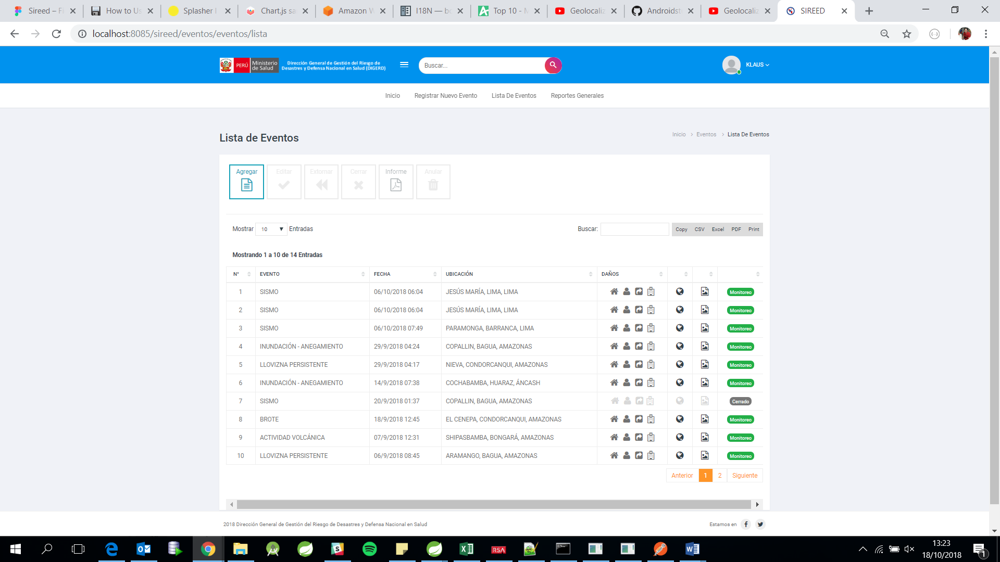 Sireed – Fi
How to Us
Splasher
Chart.js sa
Amazon W
I18N — bo
Top 10 - M
Geolocaliz
Androidstu
Geolocaliz
SIREED
localhost:8085/sireed/eventos/eventos/lista
PERÚ
Ministerio
de Salud
Dirección General de Gestión del Riesgo de
Desastres y Defensa Nacional en Salud (DIGERD)
Buscar...
KLAUS
Inicio
Registrar Nuevo Evento
Lista De Eventos
Reportes Generales
Lista de Eventos
Inicio > Eventos > Lista De Eventos
Agregar
Editar
Extornar
Cerrar
Informe
Anular
Mostrar 10 Entradas
Buscar:
Copy CSV Excel PDF Print
Mostrando 1 a 10 de 14 Entradas
N° EVENTO FECHA UBICACIÓN DAÑOS
1 SISMO 06/10/2018 06:04 JESÚS MARÍA, LIMA, LIMA Monitoreo
2 SISMO 06/10/2018 06:04 JESÚS MARÍA, LIMA, LIMA Monitoreo
3 SISMO 06/10/2018 07:49 PARAMONGA, BARRANCA, LIMA Monitoreo
4 INUNDACIÓN - ANEGAMIENTO 29/9/2018 04:24 COPALLIN, BAGUA, AMAZONAS Monitoreo
5 LLOVIZNA PERSISTENTE 29/9/2018 04:17 NIEVA, CONDORCANQUI, AMAZONAS Monitoreo
6 INUNDACIÓN - ANEGAMIENTO 14/9/2018 07:38 COCHABAMBA, HUARAZ, ÁNCASH Monitoreo
7 SISMO 20/9/2018 01:37 COPALLIN, BAGUA, AMAZONAS Cerrado
8 BROTE 18/9/2018 12:45 EL CENEPA, CONDORCANQUI, AMAZONAS Monitoreo
9 ACTIVIDAD VOLCÁNICA 07/9/2018 12:31 SHIPASBAMBA, BONGARÁ, AMAZONAS Monitoreo
10 LLOVIZNA PERSISTENTE 06/9/2018 08:45 ARAMANGO, BAGUA, AMAZONAS Monitoreo
Anterior 1 2 Siguiente
2018 Dirección General de Gestión del Riesgo de Desastres y Defensa Nacional en Salud
Estamos en
RSA
13:23
18/10/2018
1